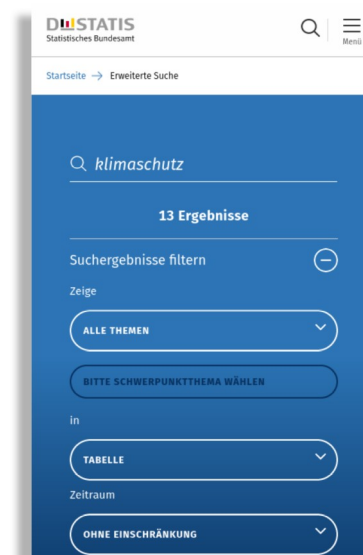 DESTATIS
Statistisches Bundesamt
Menü
Startseite → Erweiterte Suche
klimaschutz
13 Ergebnisse
Suchergebnisse filtern
Zeige
ALLE THEMEN
BITTE SCHWERPUNKTTHEMA WÄHLEN
in
TABELLE
Zeitraum
OHNE EINSCHRÄNKUNG